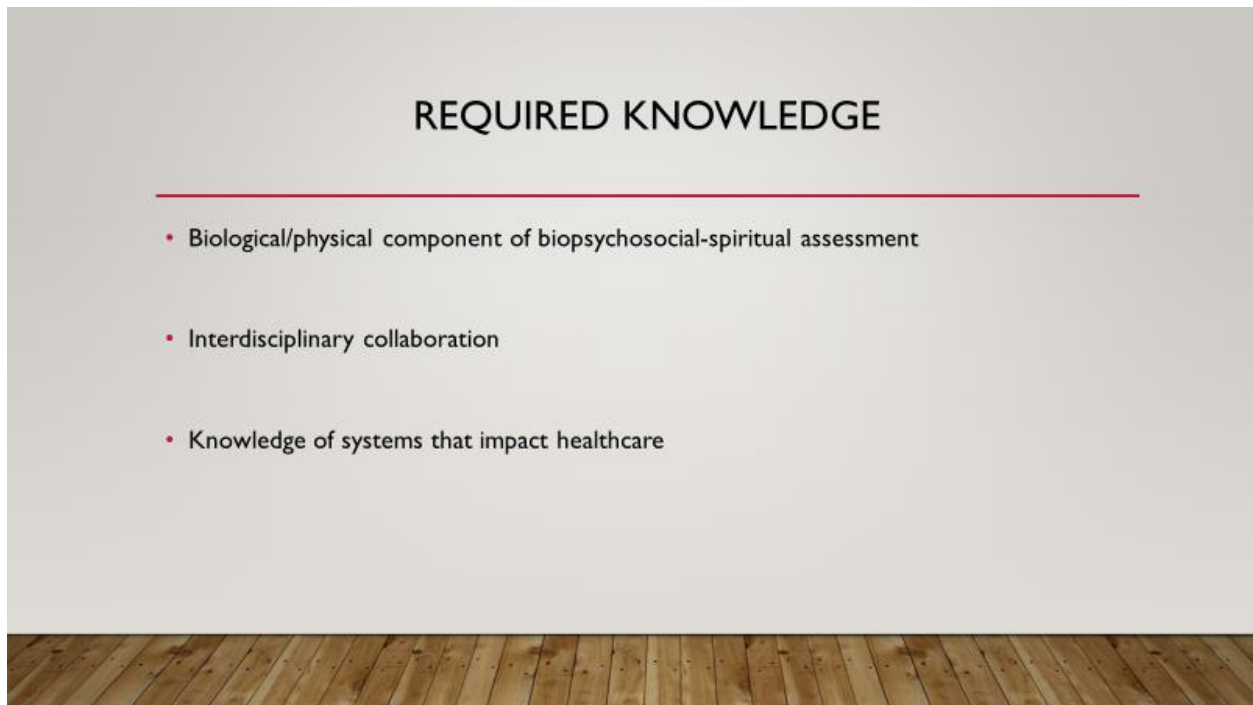 REQUIRED KNOWLEDGE
• Biological/physical component of biopsychosocial-spiritual assessment
• Interdisciplinary collaboration
• Knowledge of systems that impact healthcare